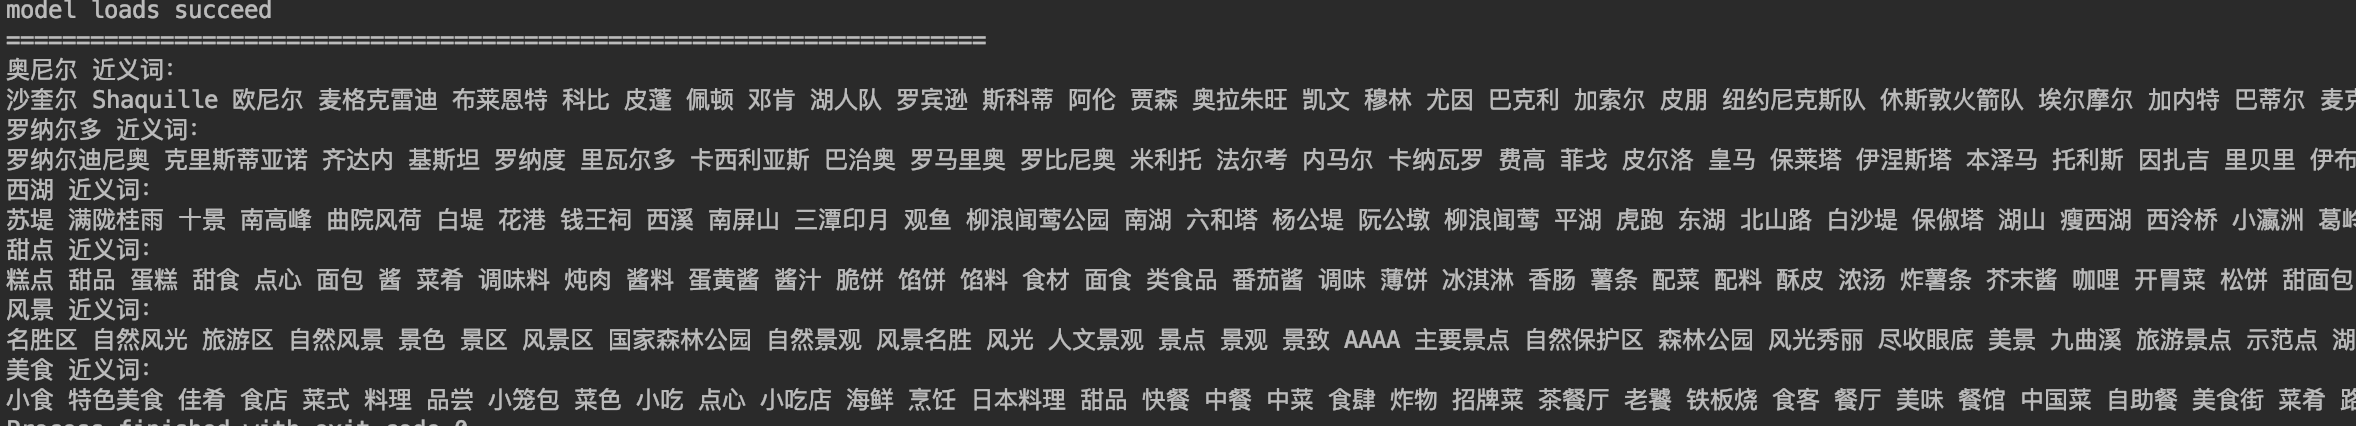 model loads succeed
======================================================================
奥尼尔 近义词:
沙奎尔 Shaquille 欧尼尔 麦格克雷迪 布莱恩特 科比 皮蓬 佩顿 邓肯 湖人队 罗宾逊 斯科蒂 阿伦 贾森 奥拉朱旺 凯文 穆林 尤因 巴克利 加索尔 皮朋 纽约尼克斯队 休斯敦火箭队 埃尔摩尔 加内特 巴蒂尔 麦克
罗纳尔多 近义词:
罗纳尔迪尼奥 克里斯蒂亚诺 齐达内 基斯坦 罗纳度 里瓦尔多 卡西利亚斯 巴治奥 罗马里奥 罗比尼奥 米利托 法尔考 内马尔 卡纳瓦罗 费高 菲戈 皮尔洛 皇马 保莱塔 伊涅斯塔 本泽马 托利斯 因扎吉 里贝里 伊布
西湖 近义词:
苏堤 满陇桂雨 十景 南高峰 曲院风荷 白堤 花港 钱王祠 西溪 南屏山 三潭印月 观鱼 柳浪闻莺公园 南湖 六和塔 杨公堤 阮公墩 柳浪闻莺 平湖 虎跑 东湖 北山路 白沙堤 保俶塔 湖山 瘦西湖 西泠桥 小瀛洲 葛岭
甜点 近义词:
糕点 甜品 蛋糕 甜食 点心 面包 酱 菜肴 调味料 炖肉 酱料 蛋黄酱 酱汁 脆饼 馅饼 馅料 食材 面食 类食品 番茄酱 调味 薄饼 冰淇淋 香肠 薯条 配菜 配料 酥皮 浓汤 炸薯条 芥末酱 咖哩 开胃菜 松饼 甜面包
风景 近义词:
名胜区 自然风光 旅游区 自然风景 景色 景区 风景区 国家森林公园 自然景观 风景名胜 风光 人文景观 景点 景观 景致 AAAA 主要景点 自然保护区 森林公园 风光秀丽 尽收眼底 美景 九曲溪 旅游景点 示范点 湖
美食 近义词:
小食 特色美食 佳肴 食店 菜式 料理 品尝 小笼包 菜色 小吃 点心 小吃店 海鲜 烹饪 日本料理 甜品 快餐 中餐 中菜 食肆 炸物 招牌菜 茶餐厅 老饕 铁板烧 食客 餐厅 美味 餐馆 中国菜 自助餐 美食街 菜肴 路
Process finished with exit code 0